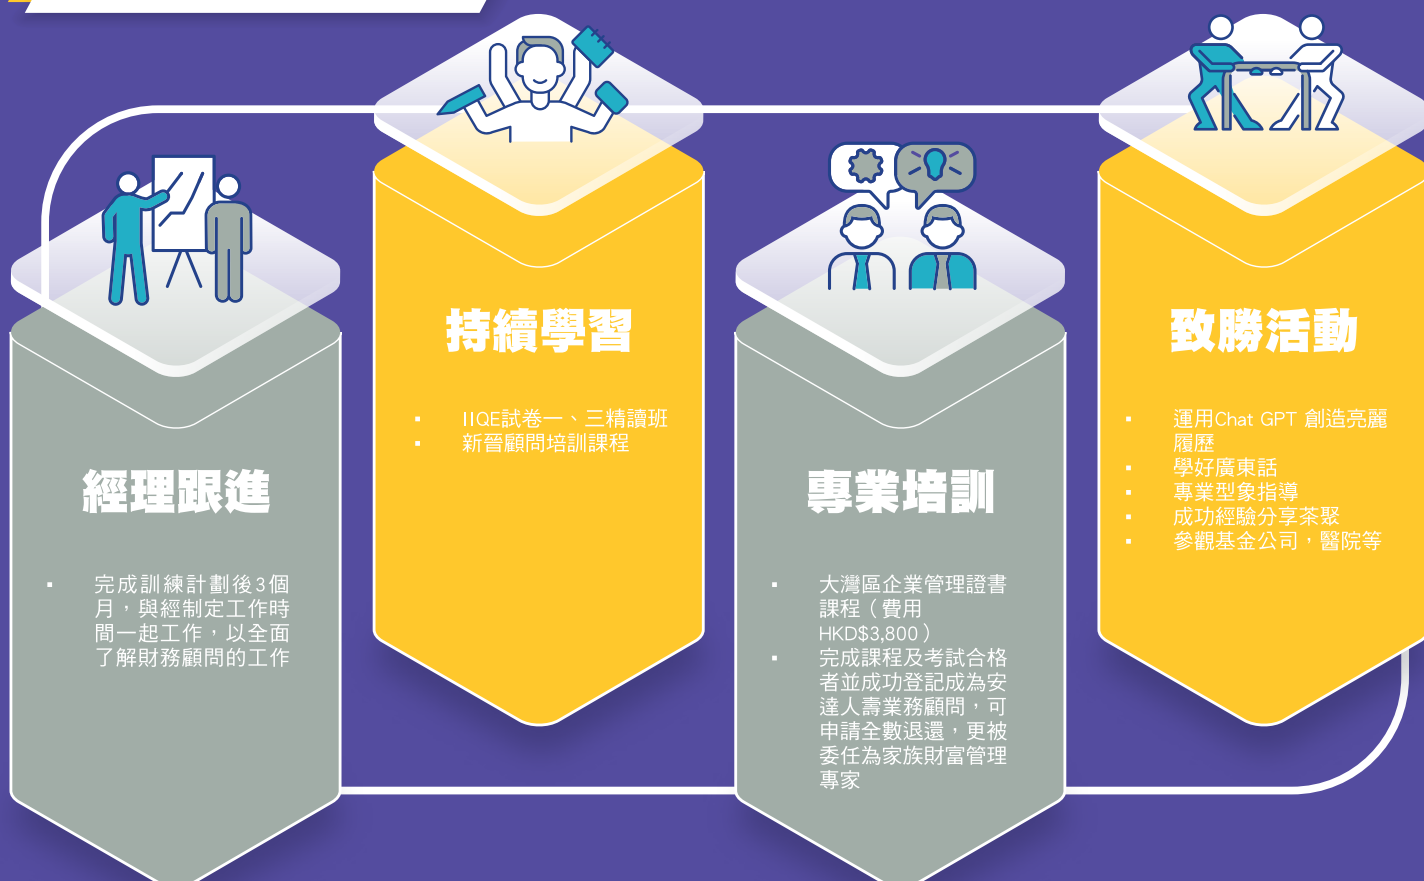 經理跟進
完成訓練計劃後3個
月，與經制定工作時
間一起工作，以全面
了解財務顧問的工作
持續學習
IIQE試卷一、三精讀班
新晉顧問培訓課程
專業培訓
大灣區企業管理證書
課程（費用
HKD$3,800）
完成課程及考試合格
者並成功登記成為安
達人壽業務顧問，可
申請全數退還，更被
委任為家族財富管理
專家
致勝活動
運用Chat GPT 創造亮麗
履歷
學好廣東話
專業型象指導
成功經驗分享茶聚
參觀基金公司，醫院等